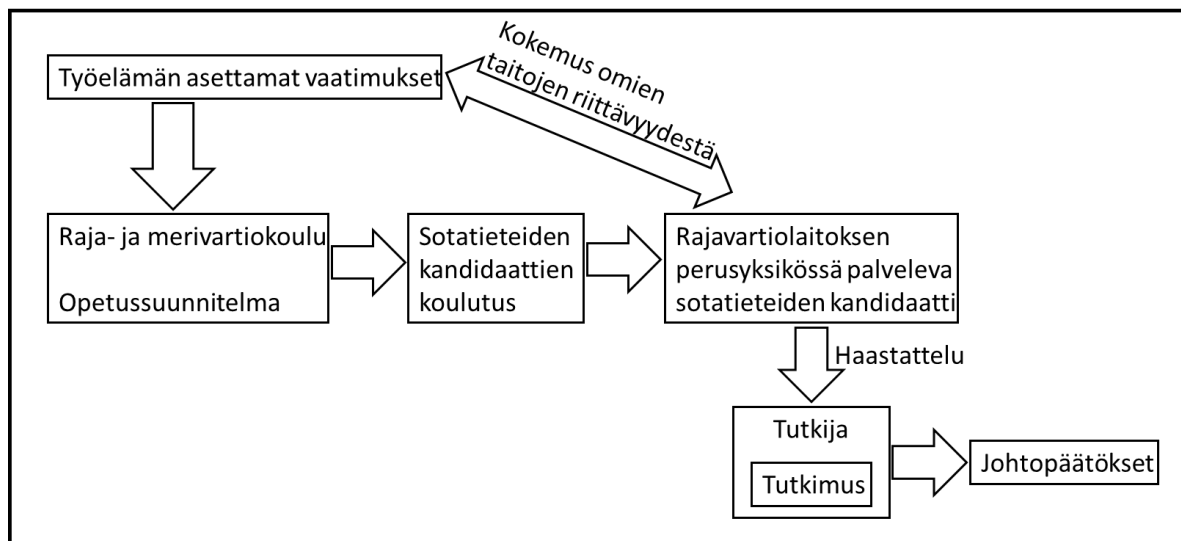 Työelämän asettamat vaatimukset
Kokemus omien
taitojen riittävyydestä
Raja- ja merivartiokoulu
Opetussuunnitelma
Sotatieteiden
kandidaattien
koulutus
Rajavartiolaitoksen
perusyksikössä palveleva
sotatieteiden kandidaatti
Haastattelu
Tutkija
Tutkimus
Johtopäätökset